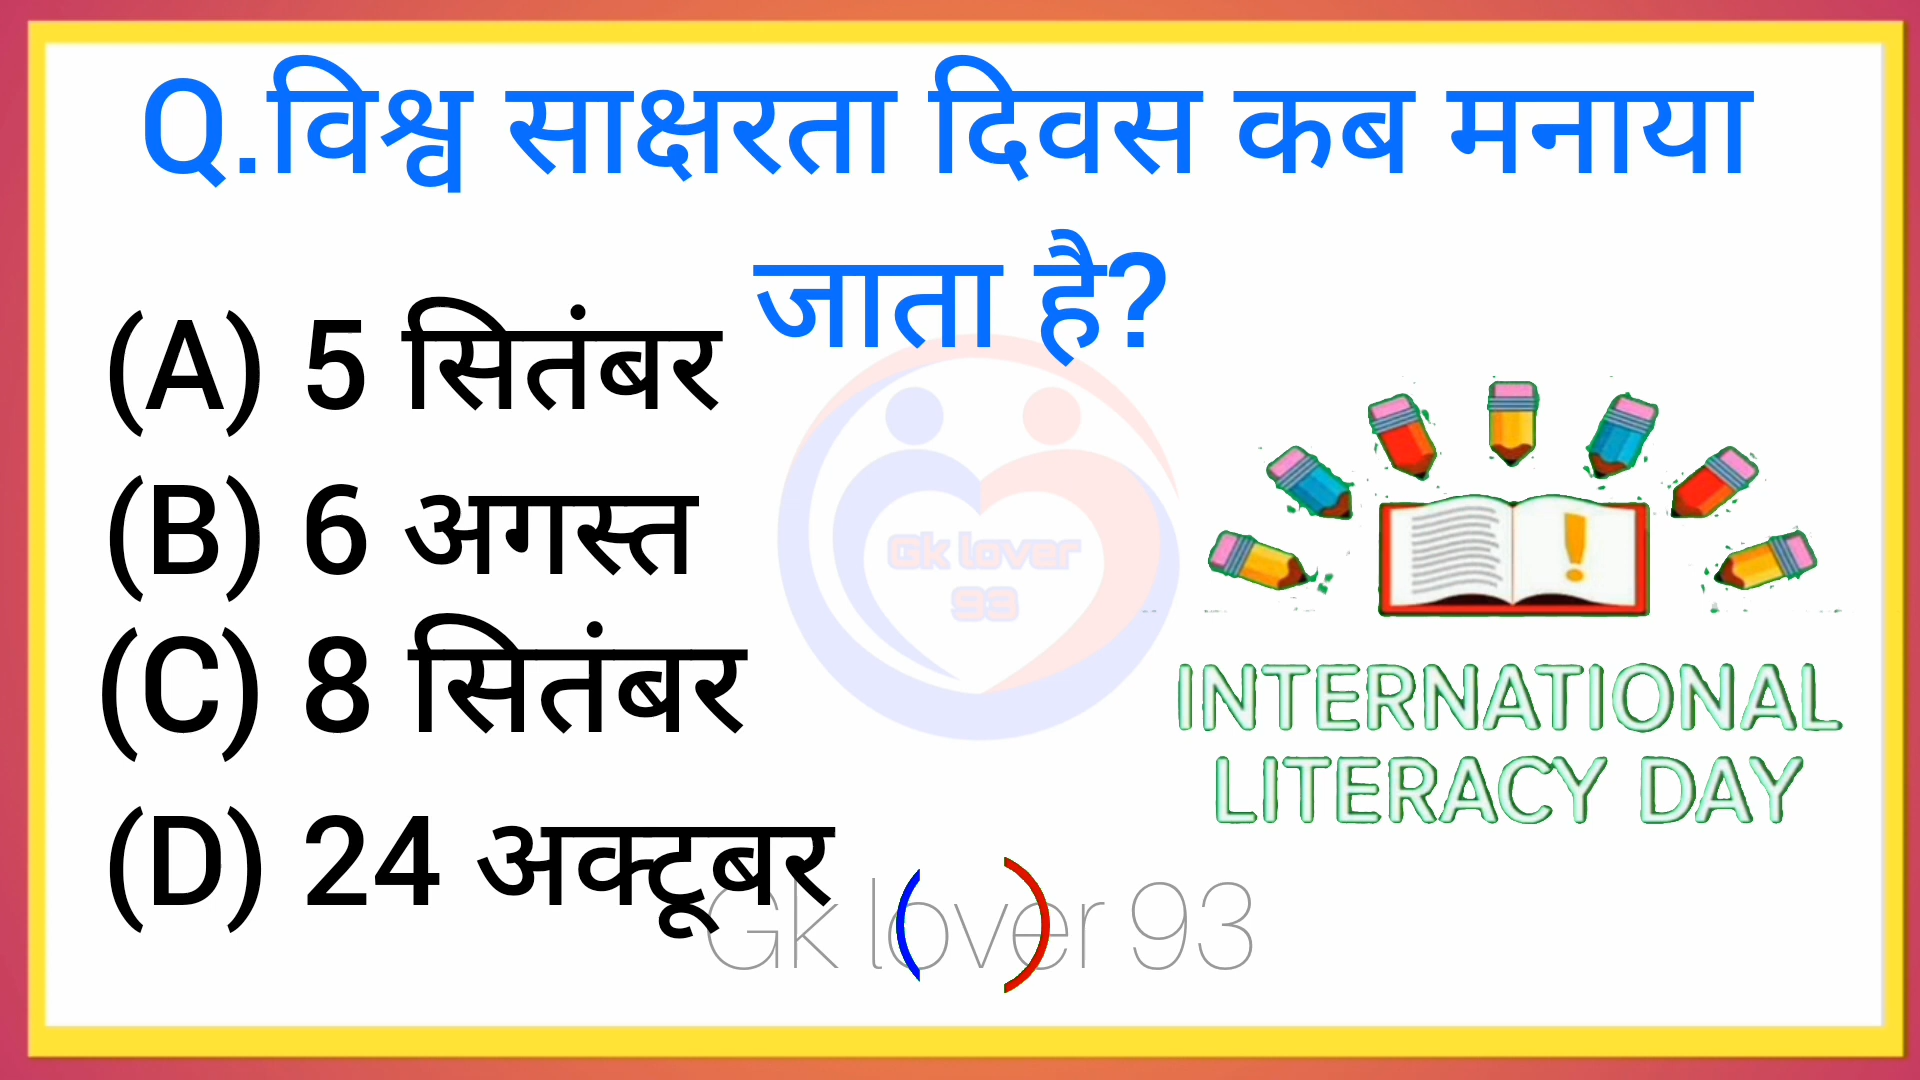 Q.विश्व साक्षरता दिवस कब मनाया
जाता है?
(A) 5 सितंबर
(B) 6 अगस्त
(C) 8 सितंबर
(D) 24 अक्टूबर
Gk lover
93
INTERNATIONAL
LITERACY DAY
Gk lover 93
( )